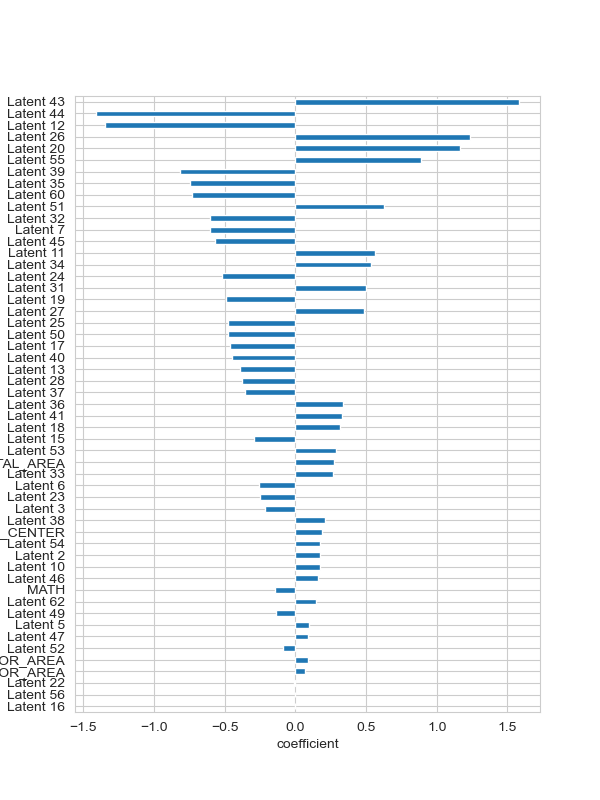 Latent 43
Latent 44
Latent 12
Latent 26
Latent 20
Latent 55
Latent 39
Latent 35
Latent 60
Latent 51
Latent 32
Latent 7
Latent 45
Latent 11
Latent 34
Latent 24
Latent 31
Latent 19
Latent 27
Latent 25
Latent 50
Latent 17
Latent 40
Latent 13
Latent 28
Latent 37
Latent 36
Latent 41
Latent 18
Latent 15
Latent 53
TAL_AREA
Latent 33
Latent 6
Latent 23
Latent 3
Latent 38
_CENTER
Latent 54
Latent 2
Latent 10
Latent 46
MATH
Latent 62
Latent 49
Latent 5
Latent 47
Latent 52
OR_AREA
OR_AREA
Latent 22
Latent 56
Latent 16
−1.5 −1.0 −0.5 0.0 0.5 1.0 1.5
coefficient